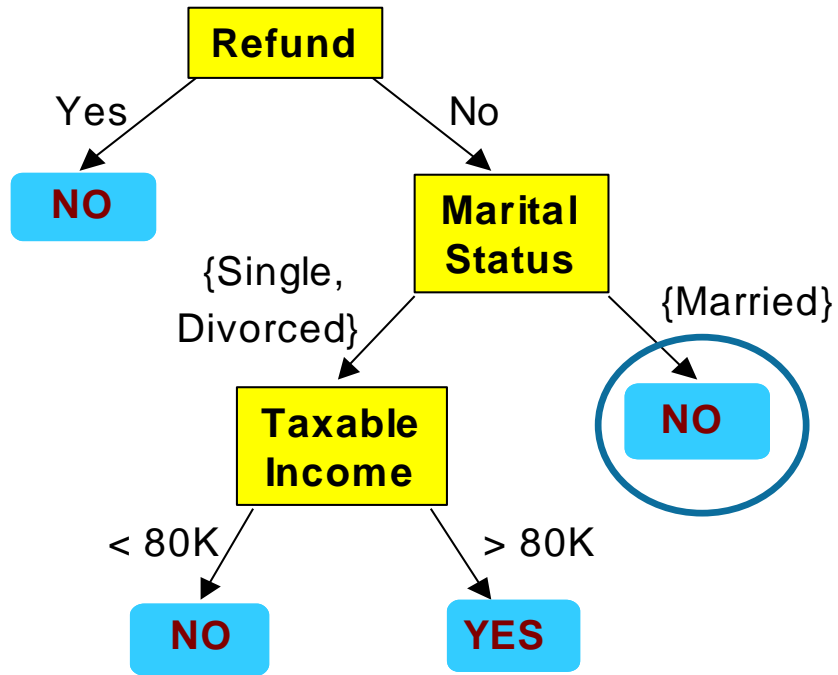 Refund
Yes
No
NO
Marital
Status
{Single,
Divorced}
{Married}
Taxable
Income
NO
< 80K
> 80K
NO
YES